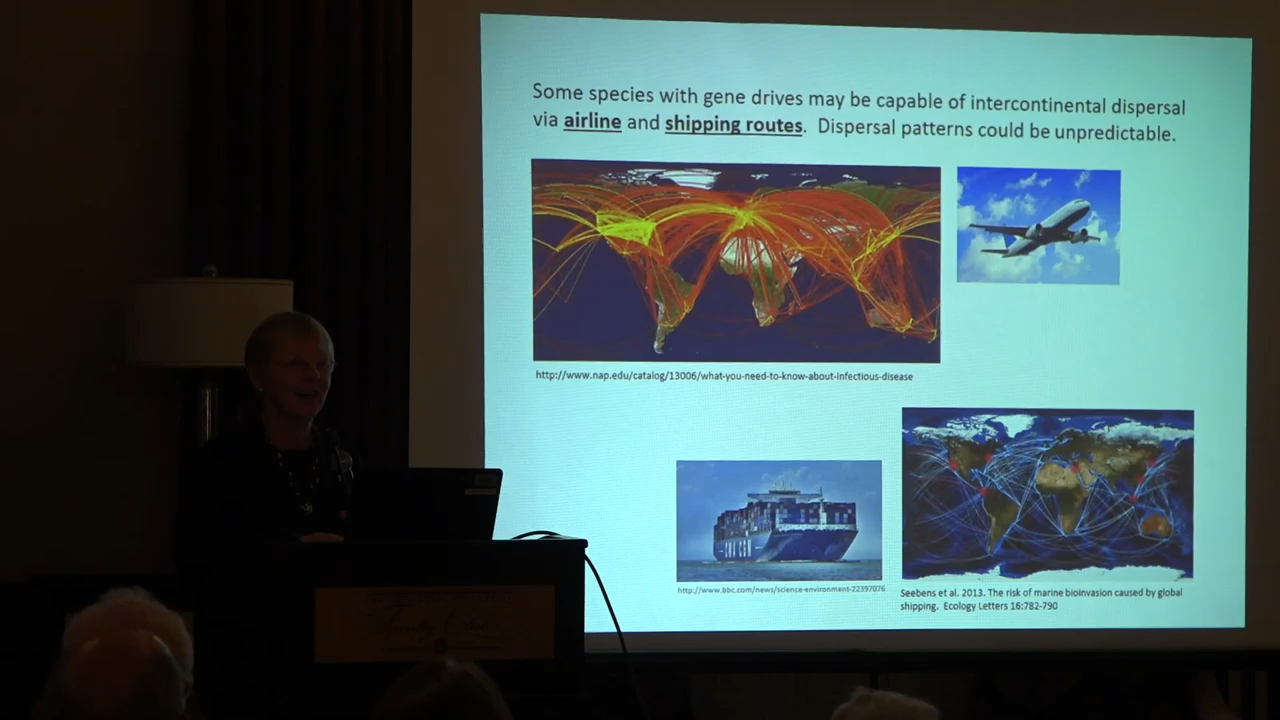 Some species with gene drives may be capable of intercontinental dispersal
via airline and shipping routes. Dispersal patterns could be unpredictable.
http://www.nap.edu/catalog/13006/what-you-need-to-know-about-infectious-disease
http://www.bbc.com/news/science-environment-22397076
Seebens et al. 2013. The risk of marine bioinvasion caused by global
shipping. Ecology Letters 16:782-790